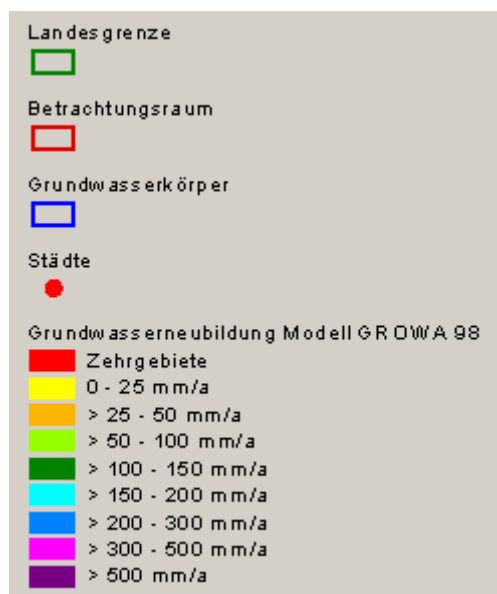 Landesgrenze
Betrachtungsraum
Grundwasserkörper
Städte
Grundwasserneubildung Modell GROWA 98
Zehrgebiete
0 - 25 mm/a
> 25 - 50 mm/a
> 50 - 100 mm/a
> 100 - 150 mm/a
> 150 - 200 mm/a
> 200 - 300 mm/a
> 300 - 500 mm/a
> 500 mm/a